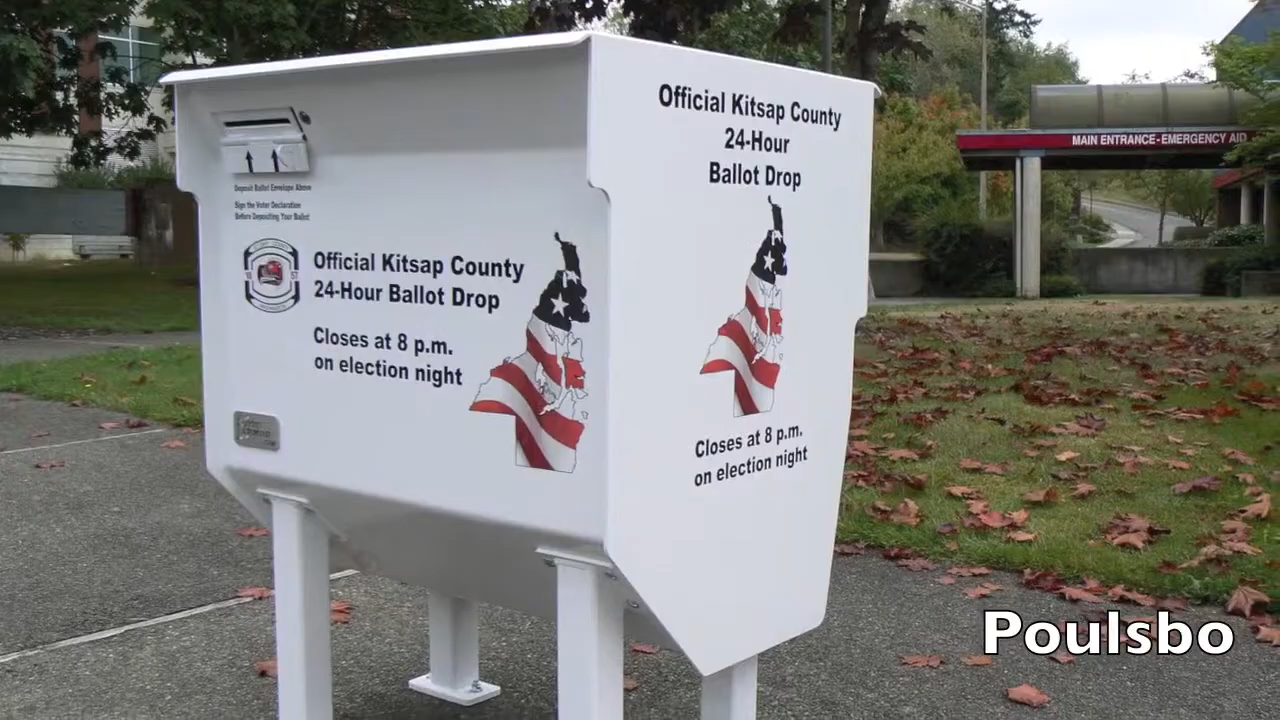 Deposit Ballot Envelope Above
Sign the Voter Declaration
Before Depositing Your Ballot
Official Kitsap County
24-Hour Ballot Drop
Closes at 8 p.m.
on election night
Official Kitsap County
24-Hour
Ballot Drop
Closes at 8 p.m.
on election night
MAIN ENTRANCE-EMERGENCY AID
Poulsbo